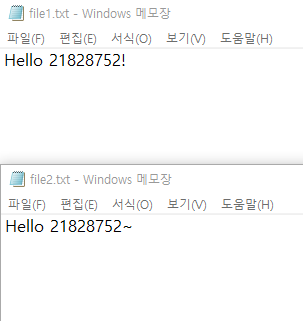 file1.txt - Windows 메모장
파일(F) 편집(E) 서식(O) 보기(V) 도움말(H)
Hello 21828752!
file2.txt - Windows 메모장
파일(F) 편집(E) 서식(O) 보기(V) 도움말(H)
Hello 21828752~